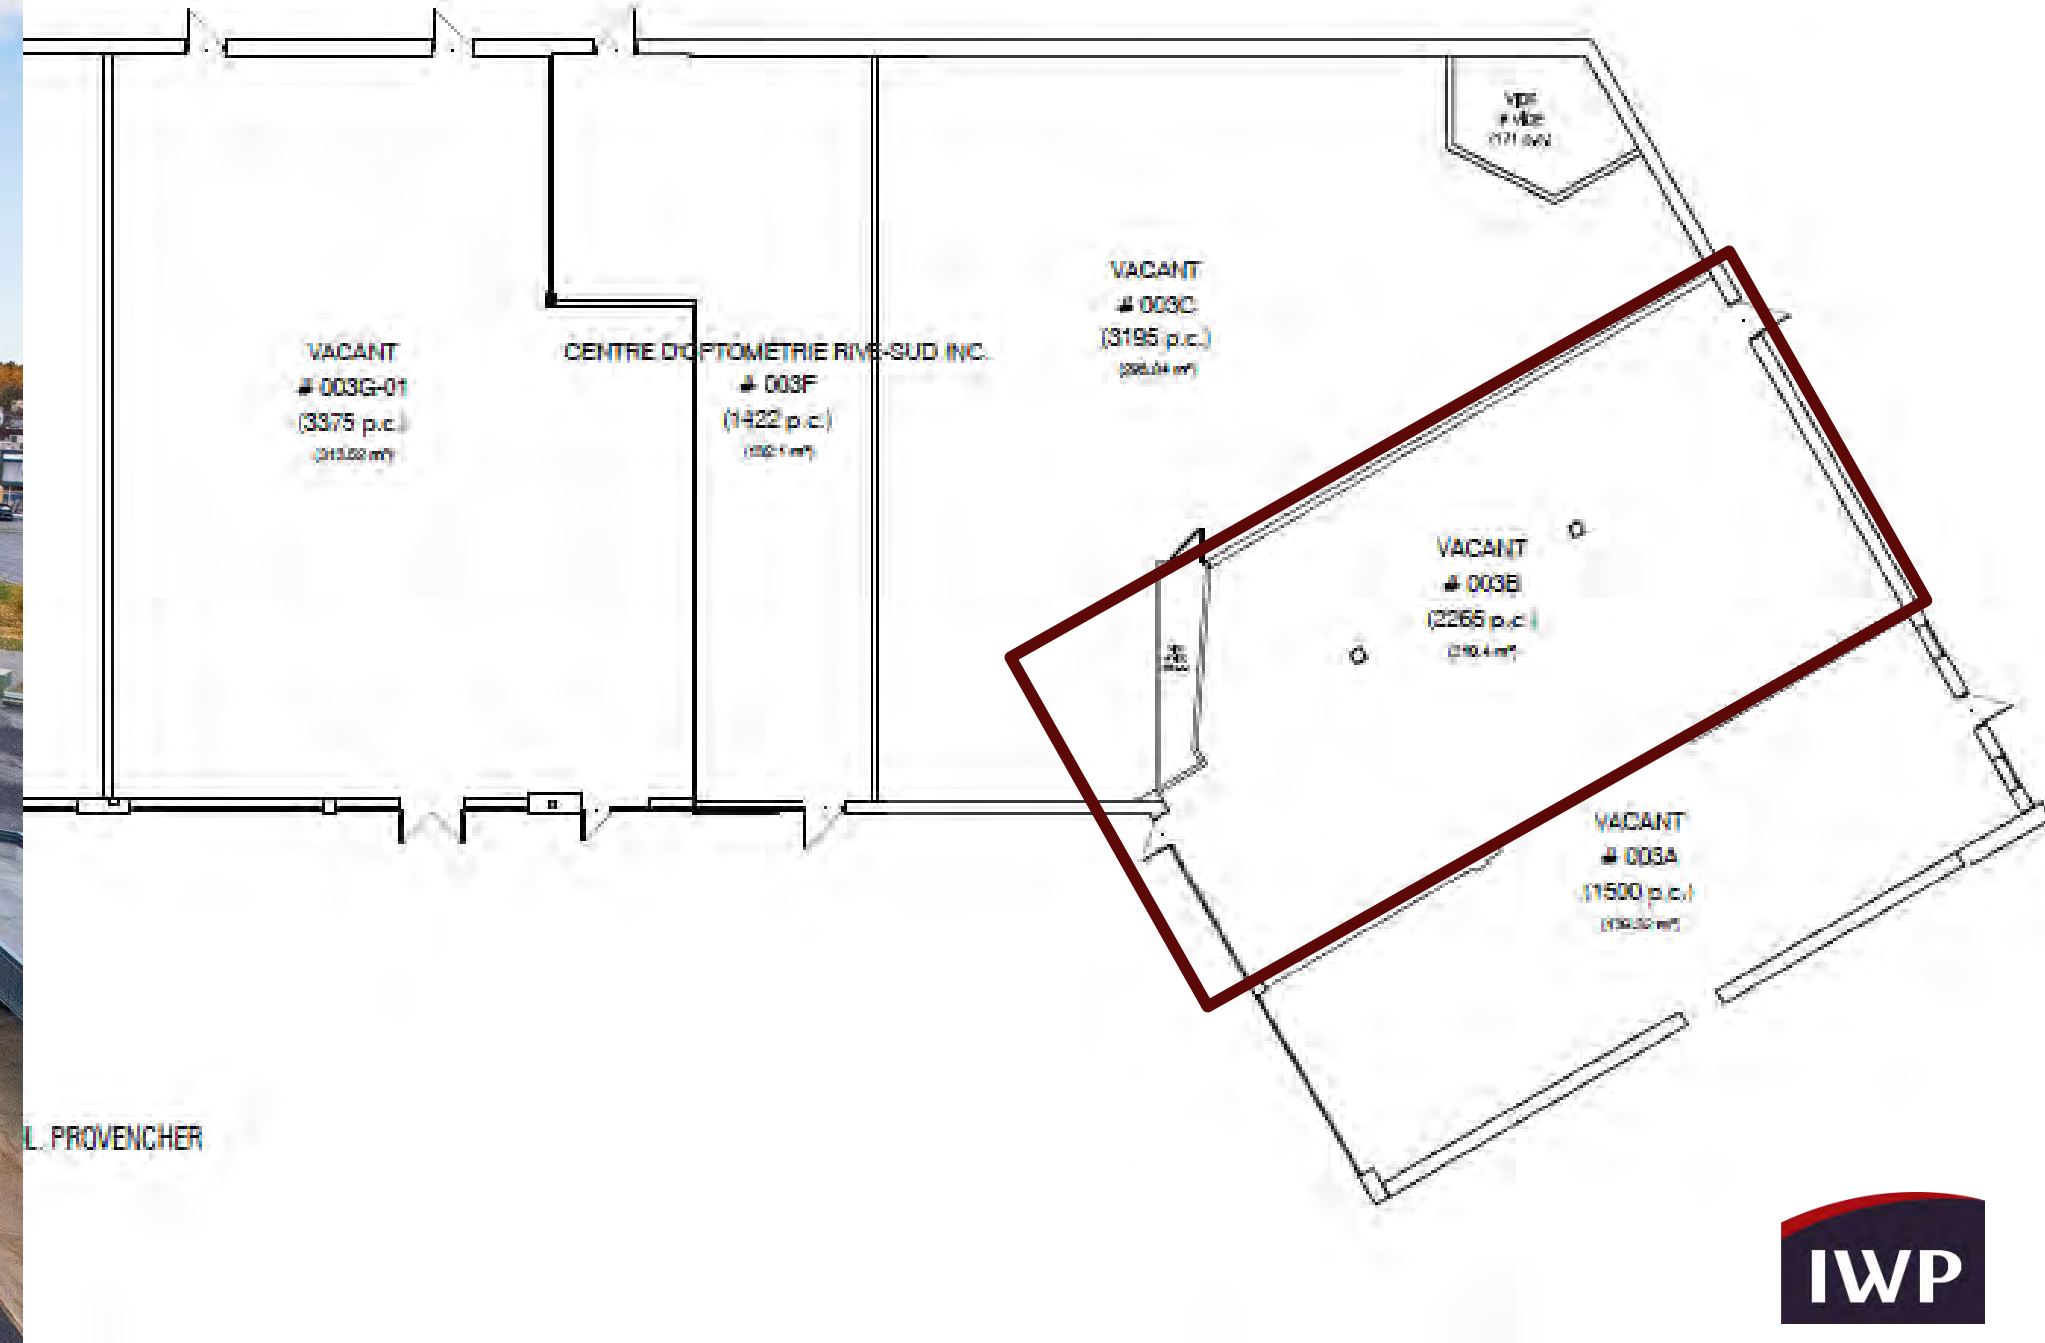 VACANT
# 003G-01
(3375 p.c.)
CENTRE D'OPTOMETRIE RIVE-SUD INC.
# 003F
(1422 p.c.)
VACANT
# 003C
(3195 p.c.)
VACANT
# 003B
(2265 p.c.)
VACANT
# 003A
(1500 p.c.)
L. PROVENCHER
IWP